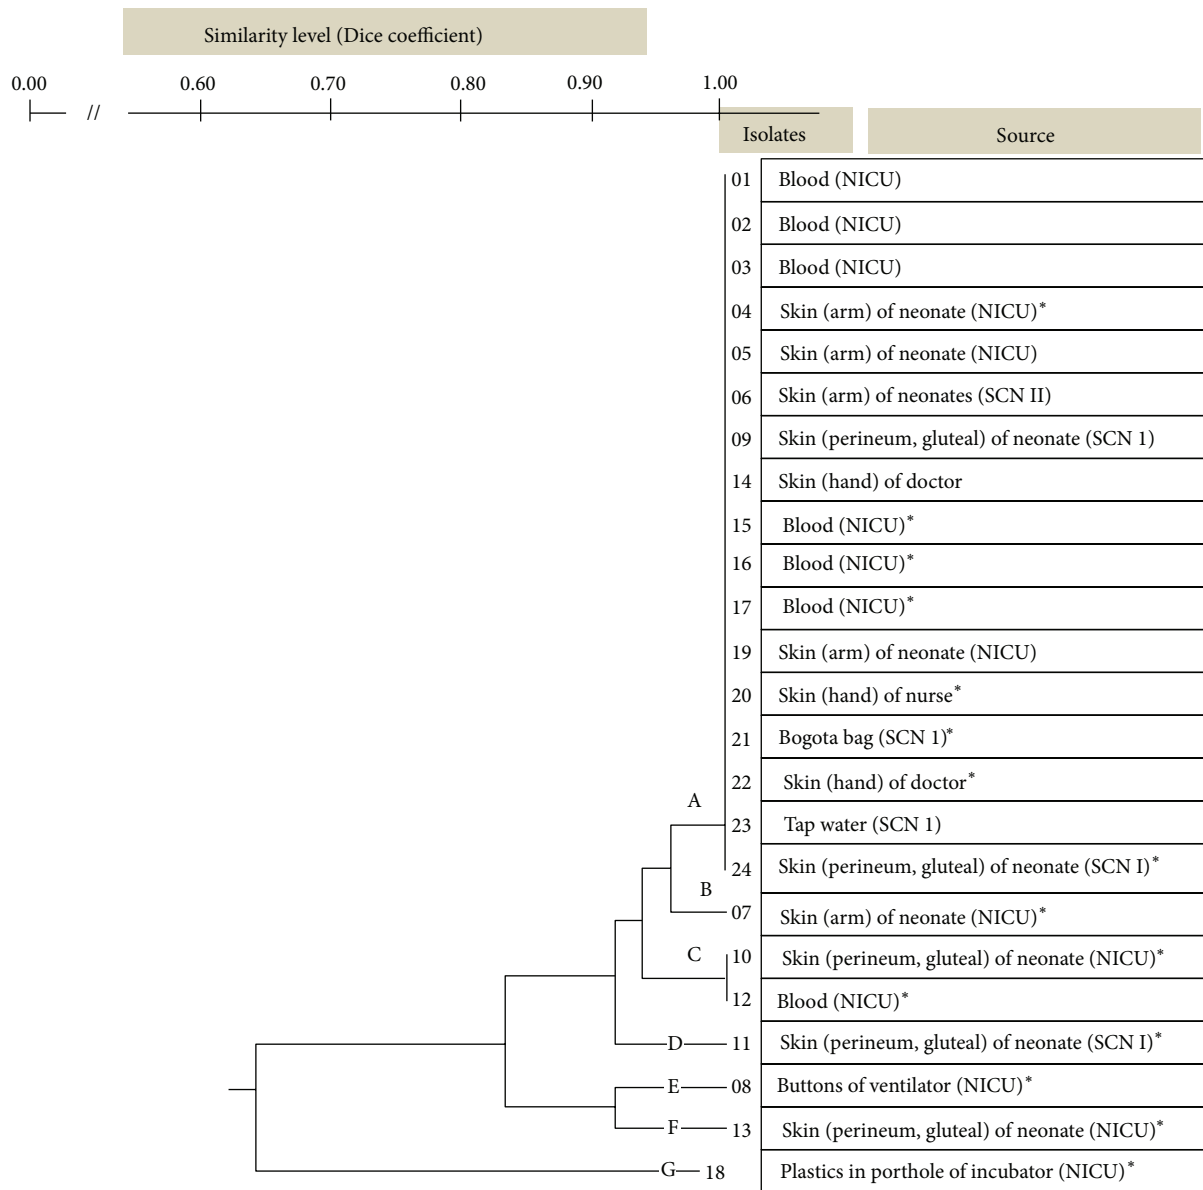 Similarity level (Dice coefficient)
0.00 // 0.60 0.70 0.80 0.90 1.00
Isolates Source
01 Blood (NICU)
02 Blood (NICU)
03 Blood (NICU)
04 Skin (arm) of neonate (NICU)*
05 Skin (arm) of neonate (NICU)
06 Skin (arm) of neonates (SCN II)
09 Skin (perineum, gluteal) of neonate (SCN 1)
14 Skin (hand) of doctor
15 Blood (NICU)*
16 Blood (NICU)*
17 Blood (NICU)*
19 Skin (arm) of neonate (NICU)
20 Skin (hand) of nurse*
21 Bogota bag (SCN 1)*
22 Skin (hand) of doctor*
A
23 Tap water (SCN 1)
24 Skin (perineum, gluteal) of neonate (SCN I)*
B
07 Skin (arm) of neonate (NICU)*
C 10 Skin (perineum, gluteal) of neonate (NICU)*
12 Blood (NICU)*
D 11 Skin (perineum, gluteal) of neonate (SCN I)*
E 08 Buttons of ventilator (NICU)*
F 13 Skin (perineum, gluteal) of neonate (NICU)*
G 18 Plastics in porthole of incubator (NICU)*